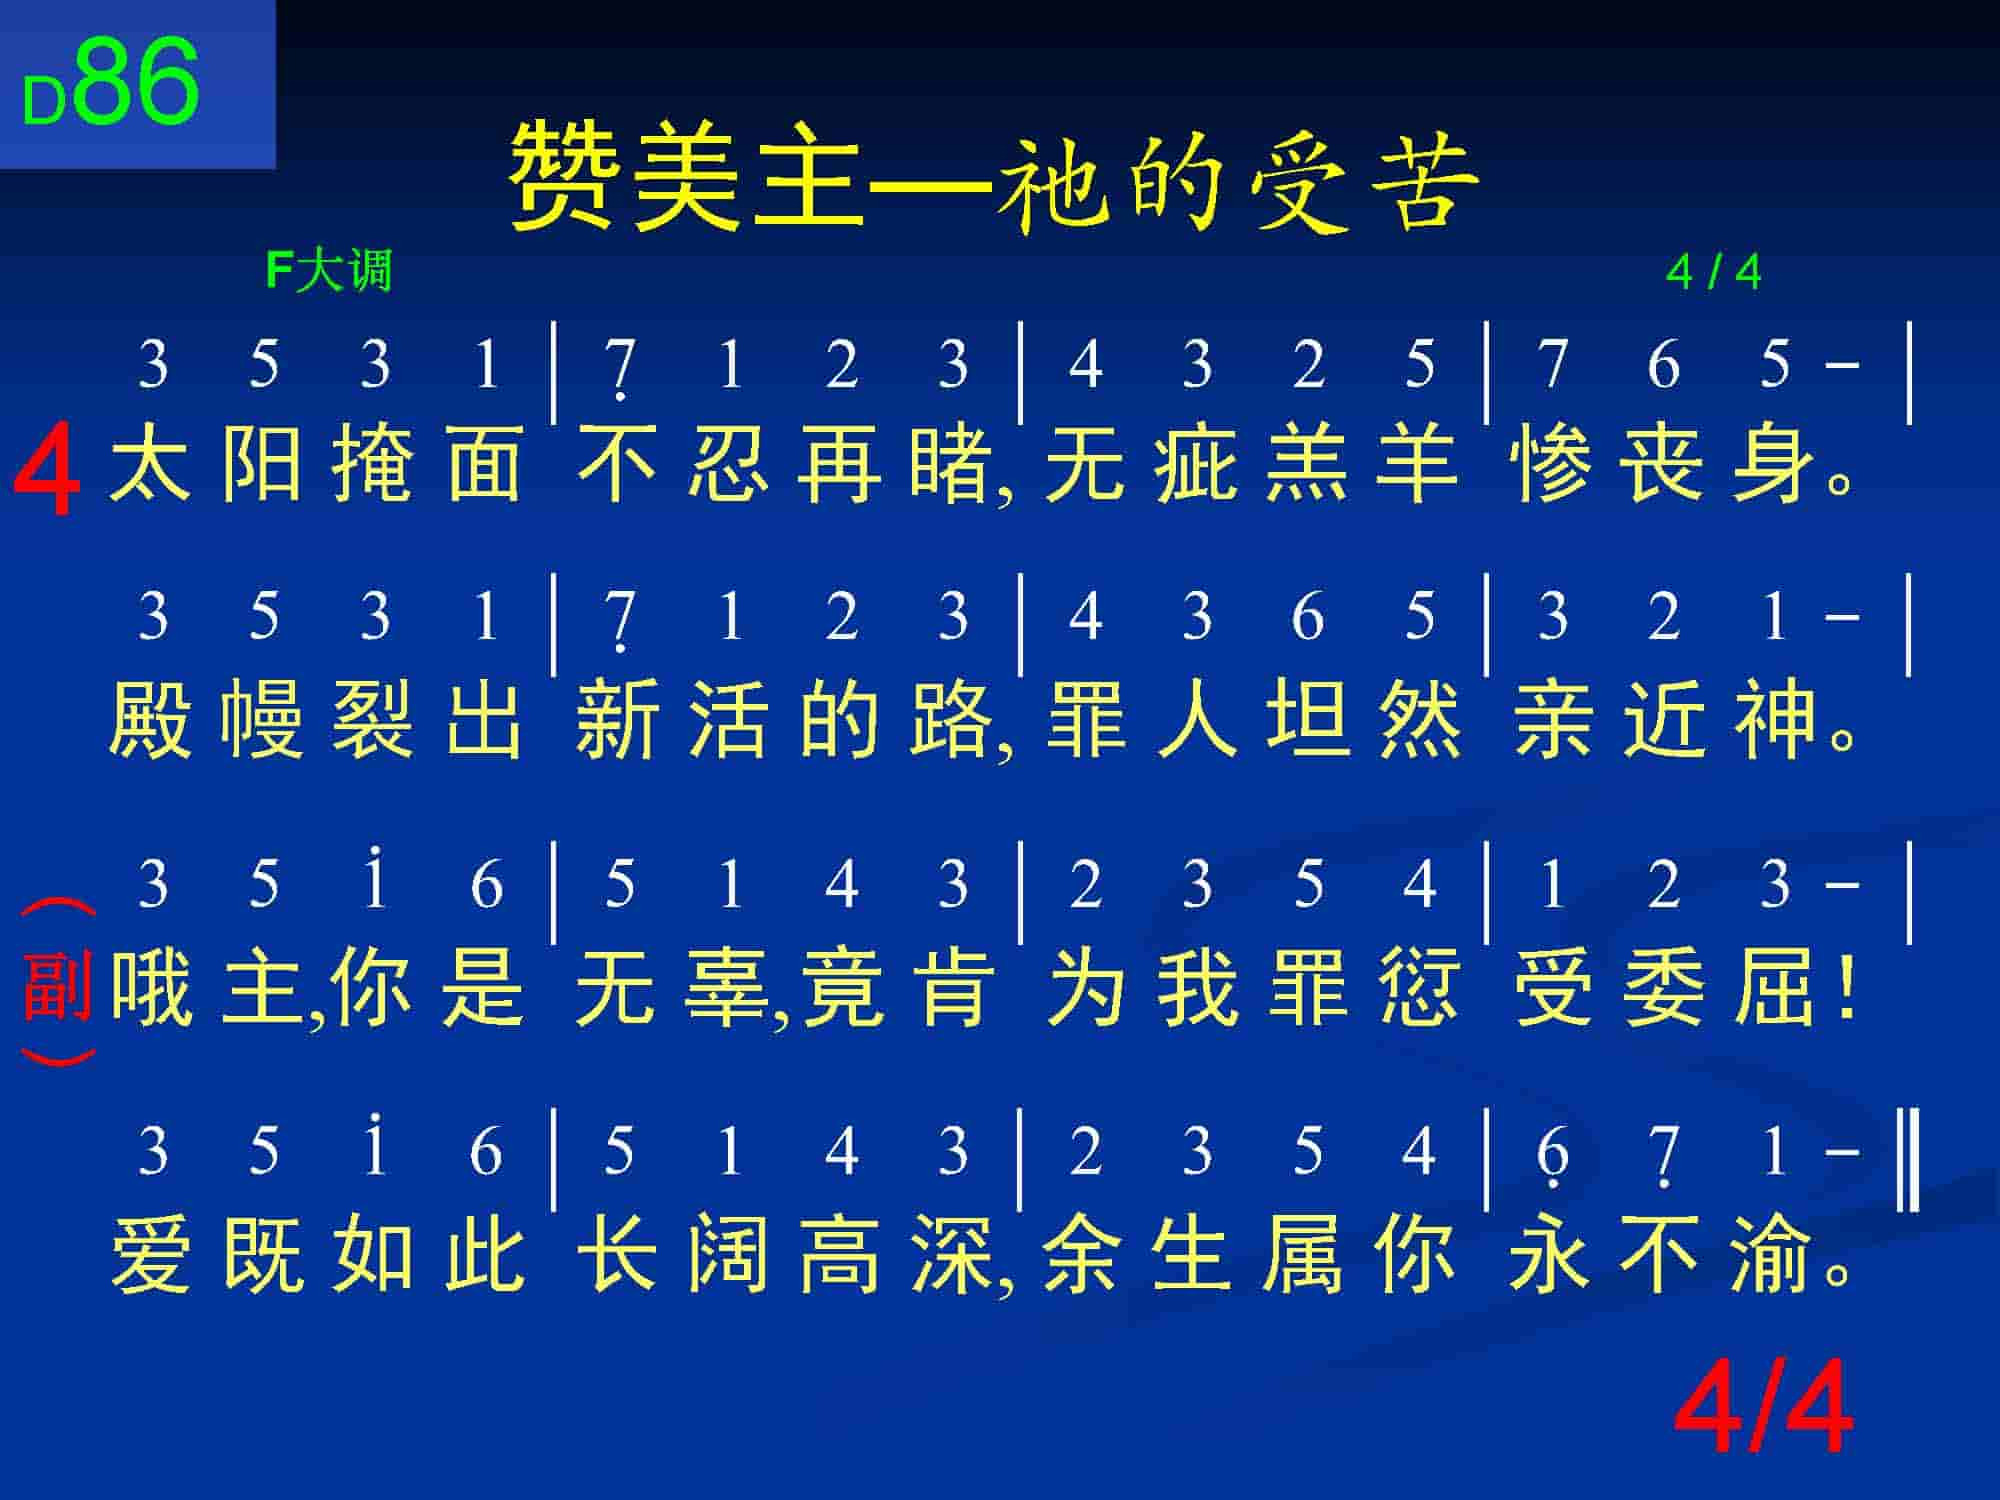 D86
赞美主—祂的受苦
F大调 4 / 4
3 5 3 1 | 7̣ 1 2 3 | 4 3 2 5 | 7 6 5 – |
4 太阳掩面 不忍再睹, 无疵羔羊 惨丧身。
3 5 3 1 | 7̣ 1 2 3 | 4 3 6 5 | 3 2 1 – |
殿幔裂出 新活的路, 罪人坦然 亲近神。
3 5 1̇ 6 | 5 1 4 3 | 2 3 5 4 | 1 2 3 – |
(副) 哦主,你是 无辜,竟肯 为我罪愆 受委屈!
3 5 1̇ 6 | 5 1 4 3 | 2 3 5 4 | 6̣ 7̣ 1 – ‖
爱既如此 长阔高深, 余生属你 永不渝。
4/4